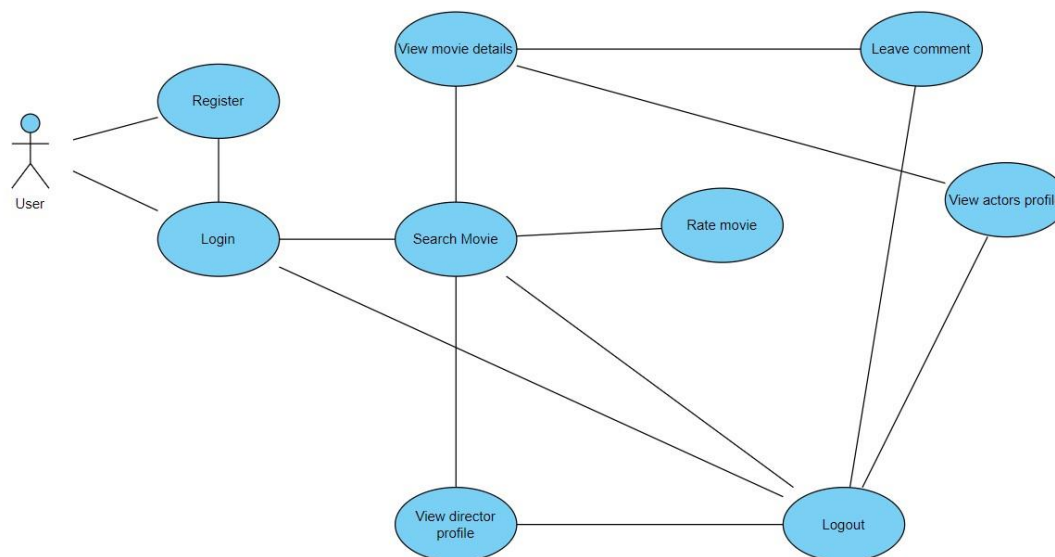 View movie details
Leave comment
Register
User
View actors profil
Login
Search Movie
Rate movie
View director
profile
Logout